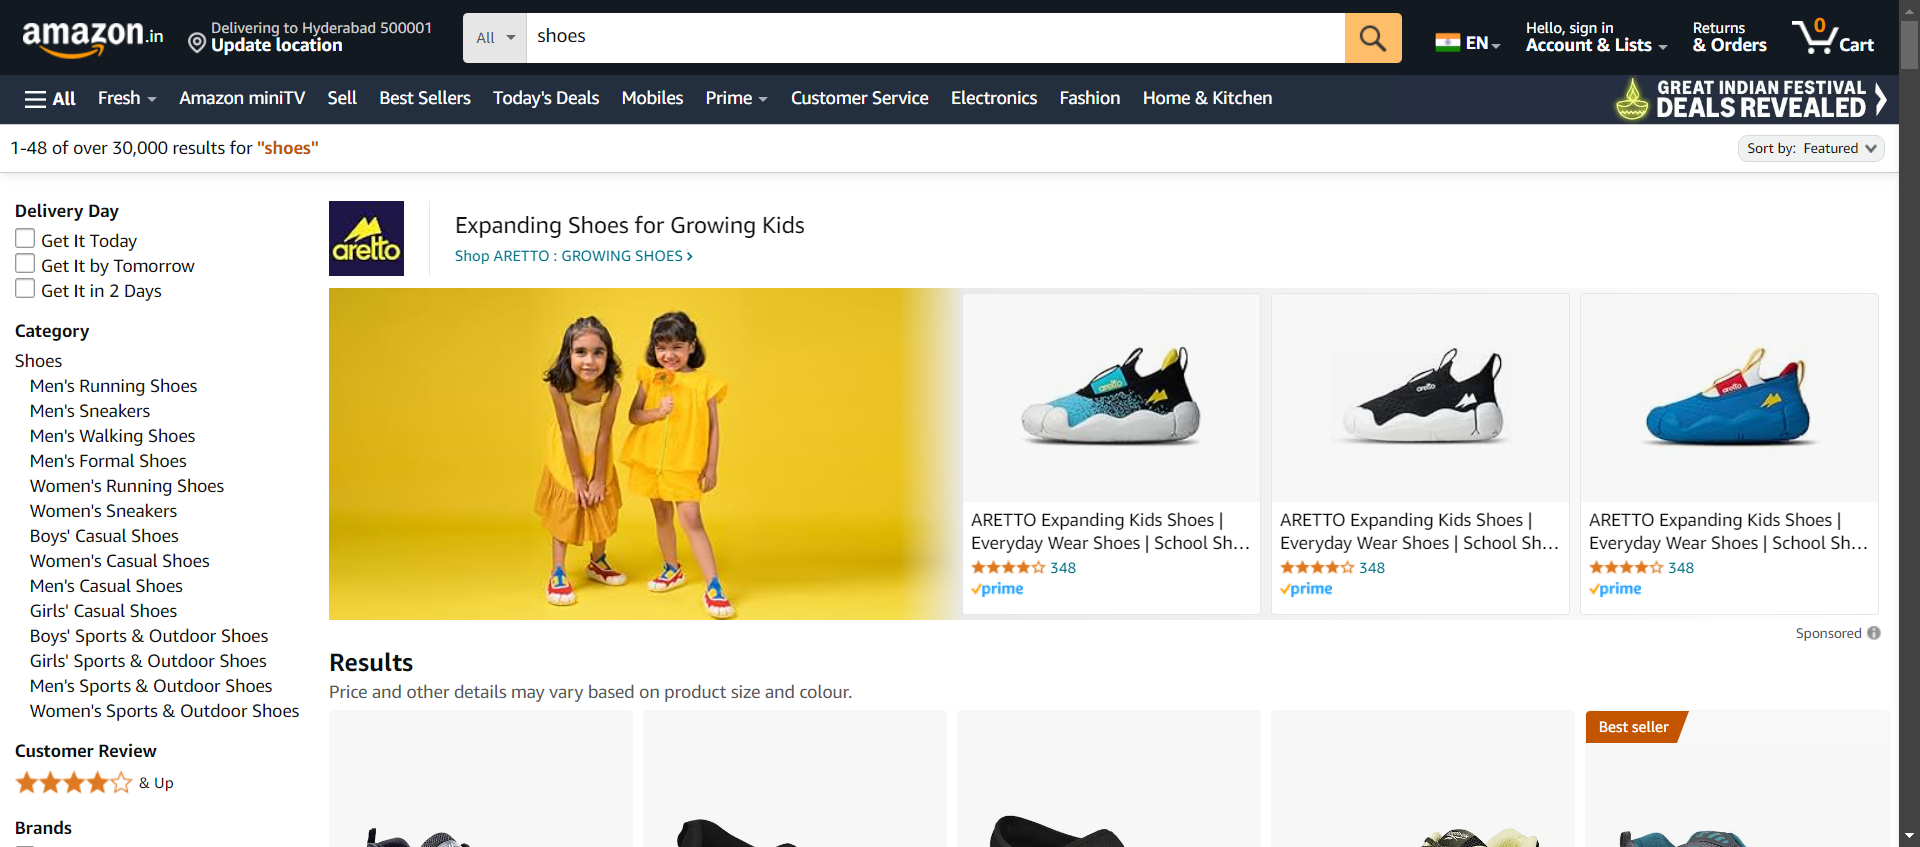 amazon.in
Delivering to Hyderabad 500001
Update location
All
shoes
EN
Hello, sign in
Account & Lists
Returns
& Orders
0
Cart
All
Fresh
Amazon miniTV
Sell
Best Sellers
Today's Deals
Mobiles
Prime
Customer Service
Electronics
Fashion
Home & Kitchen
GREAT INDIAN FESTIVAL
DEALS REVEALED
1-48 of over 30,000 results for "shoes"
Sort by: Featured
Delivery Day
Get It Today
Get It by Tomorrow
Get It in 2 Days
Category
Shoes
Men's Running Shoes
Men's Sneakers
Men's Walking Shoes
Men's Formal Shoes
Women's Running Shoes
Women's Sneakers
Boys' Casual Shoes
Women's Casual Shoes
Men's Casual Shoes
Girls' Casual Shoes
Boys' Sports & Outdoor Shoes
Girls' Sports & Outdoor Shoes
Men's Sports & Outdoor Shoes
Women's Sports & Outdoor Shoes
Customer Review
& Up
Brands
aretto
Expanding Shoes for Growing Kids
Shop ARETTO : GROWING SHOES
aretto
ARETTO Expanding Kids Shoes |
Everyday Wear Shoes | School Sh...
348
prime
aretto
ARETTO Expanding Kids Shoes |
Everyday Wear Shoes | School Sh...
348
prime
aretto
ARETTO Expanding Kids Shoes |
Everyday Wear Shoes | School Sh...
348
prime
Sponsored
Results
Price and other details may vary based on product size and colour.
Best seller